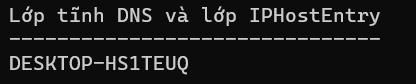 Lớp tĩnh DNS và lớp IPHostEntry
-------------------------------
DESKTOP-HS1TEUQ